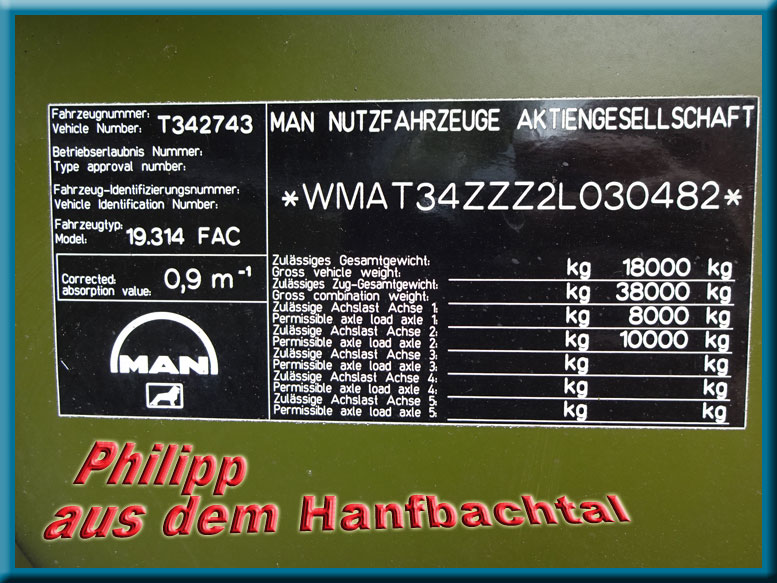 Fahrzeugnummer:
Vehicle Number: T342743
Betriebserlaubnis Nummer:
Type approval number:
Fahrzeug-Identifizierungsnummer:
Vehicle Identification Number:
Fahrzeugtyp:
Model: 19.314 FAC
Corrected:
absorption value: 0,9 m⁻¹
MAN
MAN NUTZFAHRZEUGE AKTIENGESELLSCHAFT
*WMAT34ZZZ2L030482*
Zulässiges Gesamtgewicht:
Gross vehicle weight: kg 18000 kg
Zulässiges Zug-Gesamtgewicht:
Gross combination weight: kg 38000 kg
Zulässige Achslast Achse 1:
Permissible axle load axle 1: kg 8000 kg
Zulässige Achslast Achse 2:
Permissible axle load axle 2: kg 10000 kg
Zulässige Achslast Achse 3:
Permissible axle load axle 3: kg kg
Zulässige Achslast Achse 4:
Permissible axle load axle 4: kg kg
Zulässige Achslast Achse 5:
Permissible axle load axle 5: kg kg
Philipp
aus dem Hanfbachtal